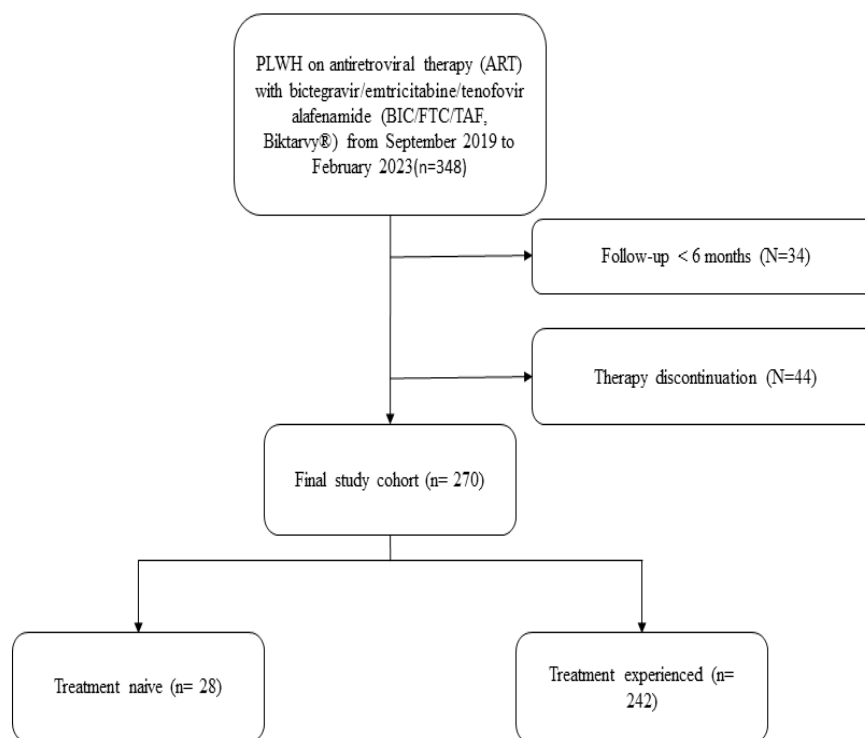 PLWH on antiretroviral therapy (ART)
with bictegravir/emtricitabine/tenofovir
alafenamide (BIC/FTC/TAF,
Biktarvy®) from September 2019 to
February 2023(n=348)
Follow-up < 6 months (N=34)
Therapy discontinuation (N=44)
Final study cohort (n= 270)
Treatment naive (n= 28)
Treatment experienced (n=
242)